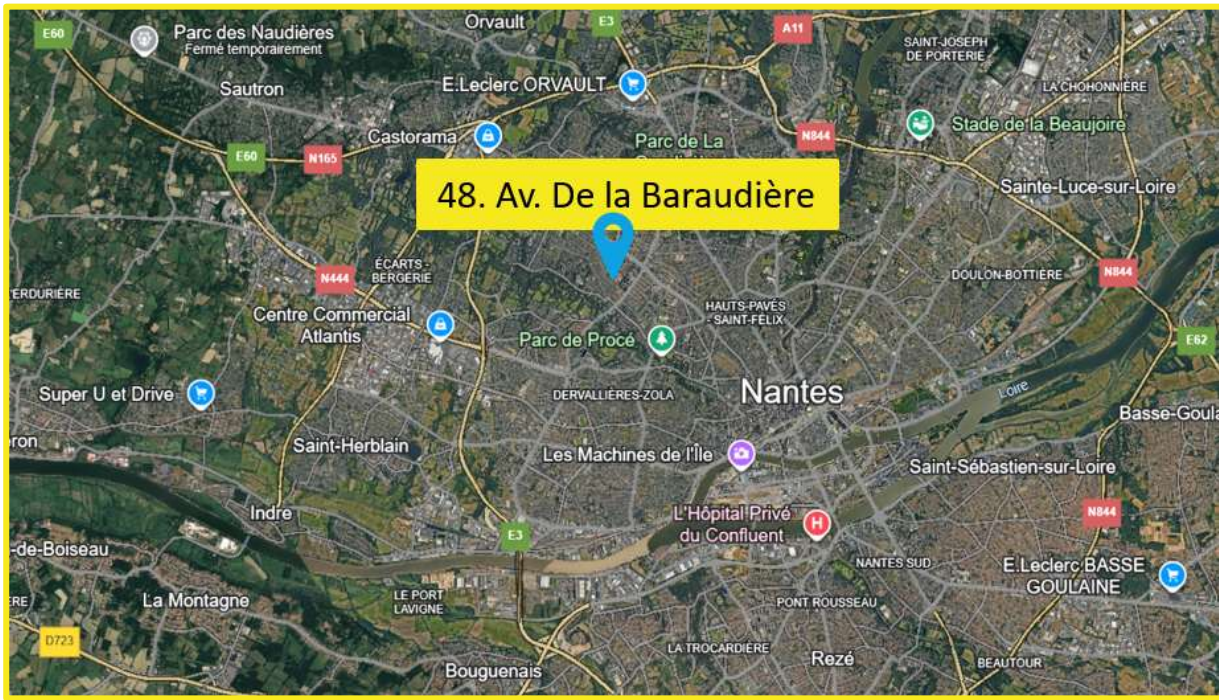 Orvault
E3
A11
E60
Parc des Naudières
Fermé temporairement
SAINT-JOSEPH
DE PORTERIE
Sautron
E.Leclerc ORVAULT
LA CHOHONNIÈRE
Castorama
Parc de La
N844
Stade de la Beaujoire
E60
N165
48. Av. De la Baraudière
Sainte-Luce-sur-Loire
ÉCARTS -
BERGERIE
N444
DOULON-BOTTIÈRE
N844
'ERDURIÈRE
Centre Commercial
Atlantis
HAUTS-PAVÉS
- SAINT-FÉLIX
Parc de Procé
E62
Super U et Drive
DERVALLIÈRES-ZOLA
Nantes
Loire
Basse-Goula
éron
Saint-Herblain
Les Machines de l'Île
Saint-Sébastien-sur-Loire
Indre
L'Hôpital Privé
du Confluent
N844
E3
-de-Boiseau
NANTES SUD
E.Leclerc BASSE
GOULAINE
ÈRE
La Montagne
LE PORT
LAVIGNE
PONT ROUSSEAU
D723
LA TROCARDIÈRE
Rezé
BEAUTOUR
Bouguenais